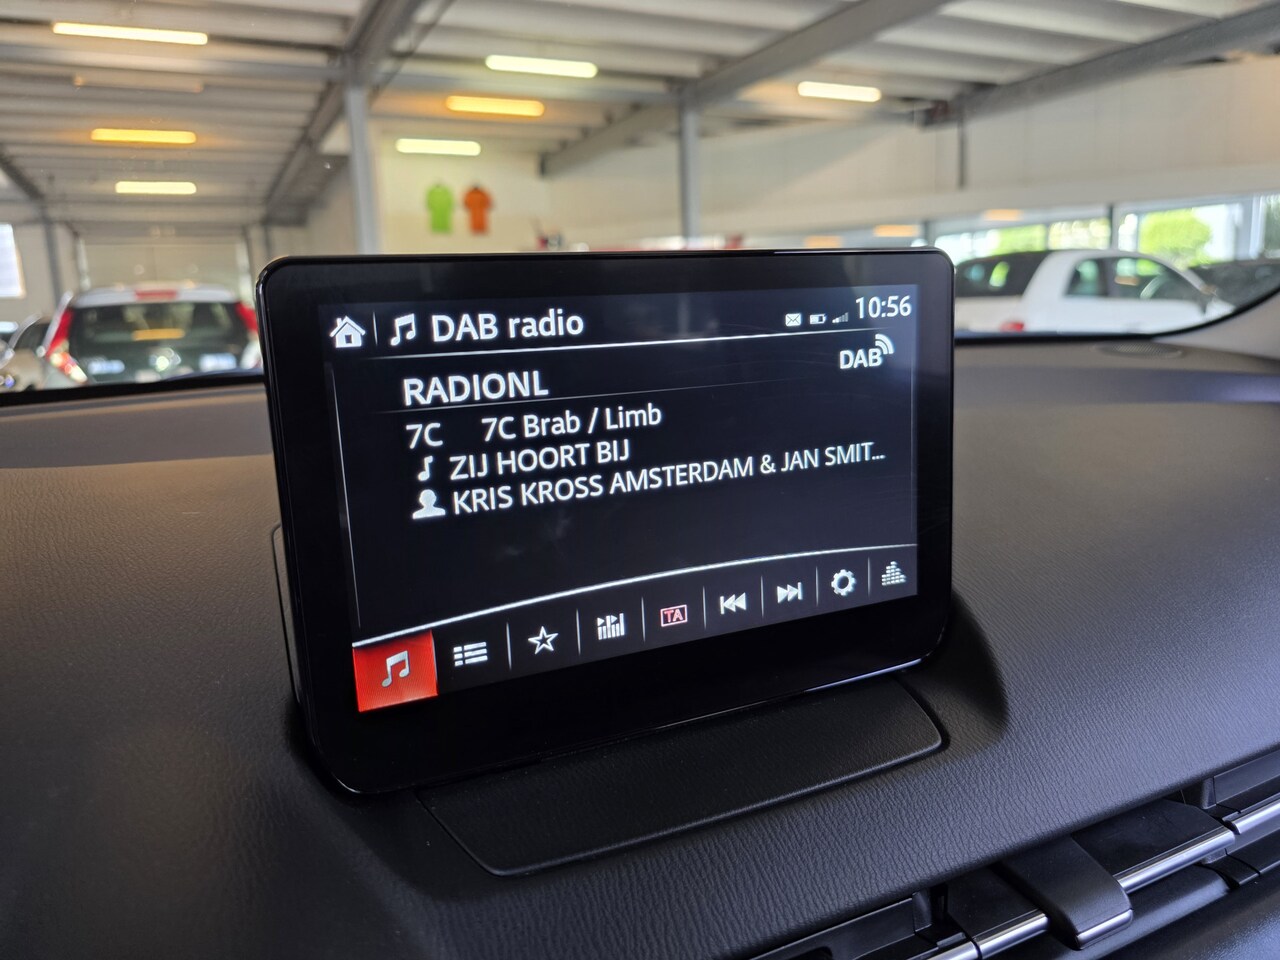 DAB radio
10:56
DAB
RADIONL
7C 7C Brab / Limb
ZIJ HOORT BIJ
KRIS KROSS AMSTERDAM & JAN SMIT...
TA